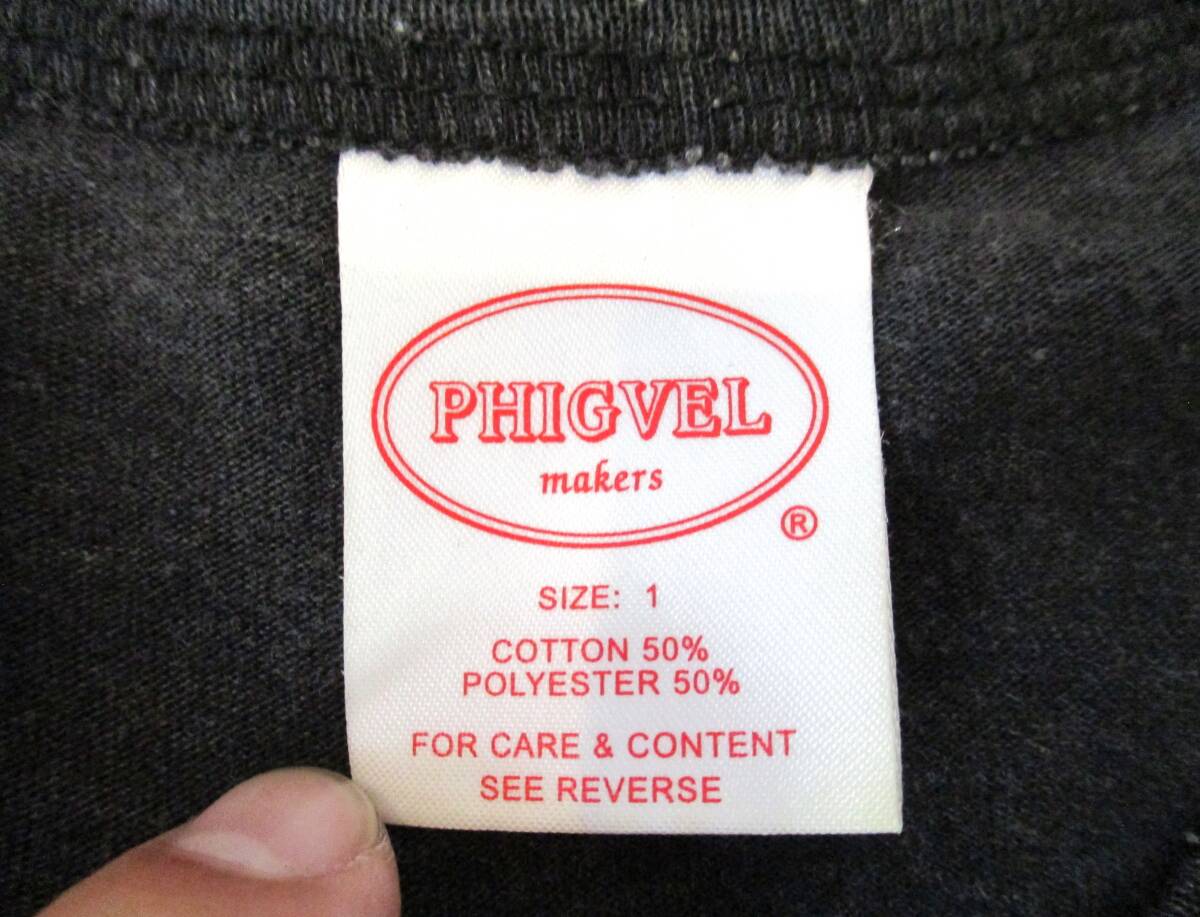 PHIGVEL
makers
®
SIZE: 1
COTTON 50%
POLYESTER 50%
FOR CARE & CONTENT
SEE REVERSE